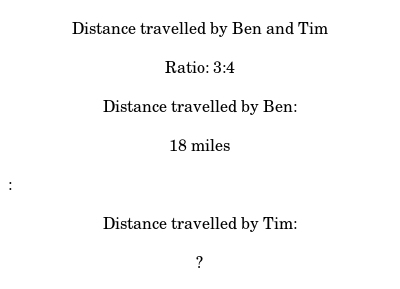 Distance travelled by Ben and Tim
Ratio: 3:4
Distance travelled by Ben:
18 miles
:
Distance travelled by Tim:
?